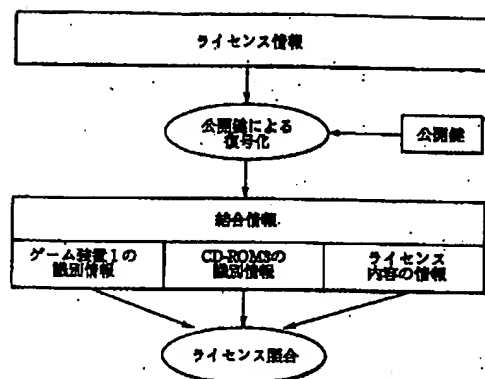 ライセンス情報
公開鍵による
復号化
公開鍵
結合情報
ゲーム装置1の
識別情報
CD-ROM3の
識別情報
ライセンス
内容の情報
ライセンス照合